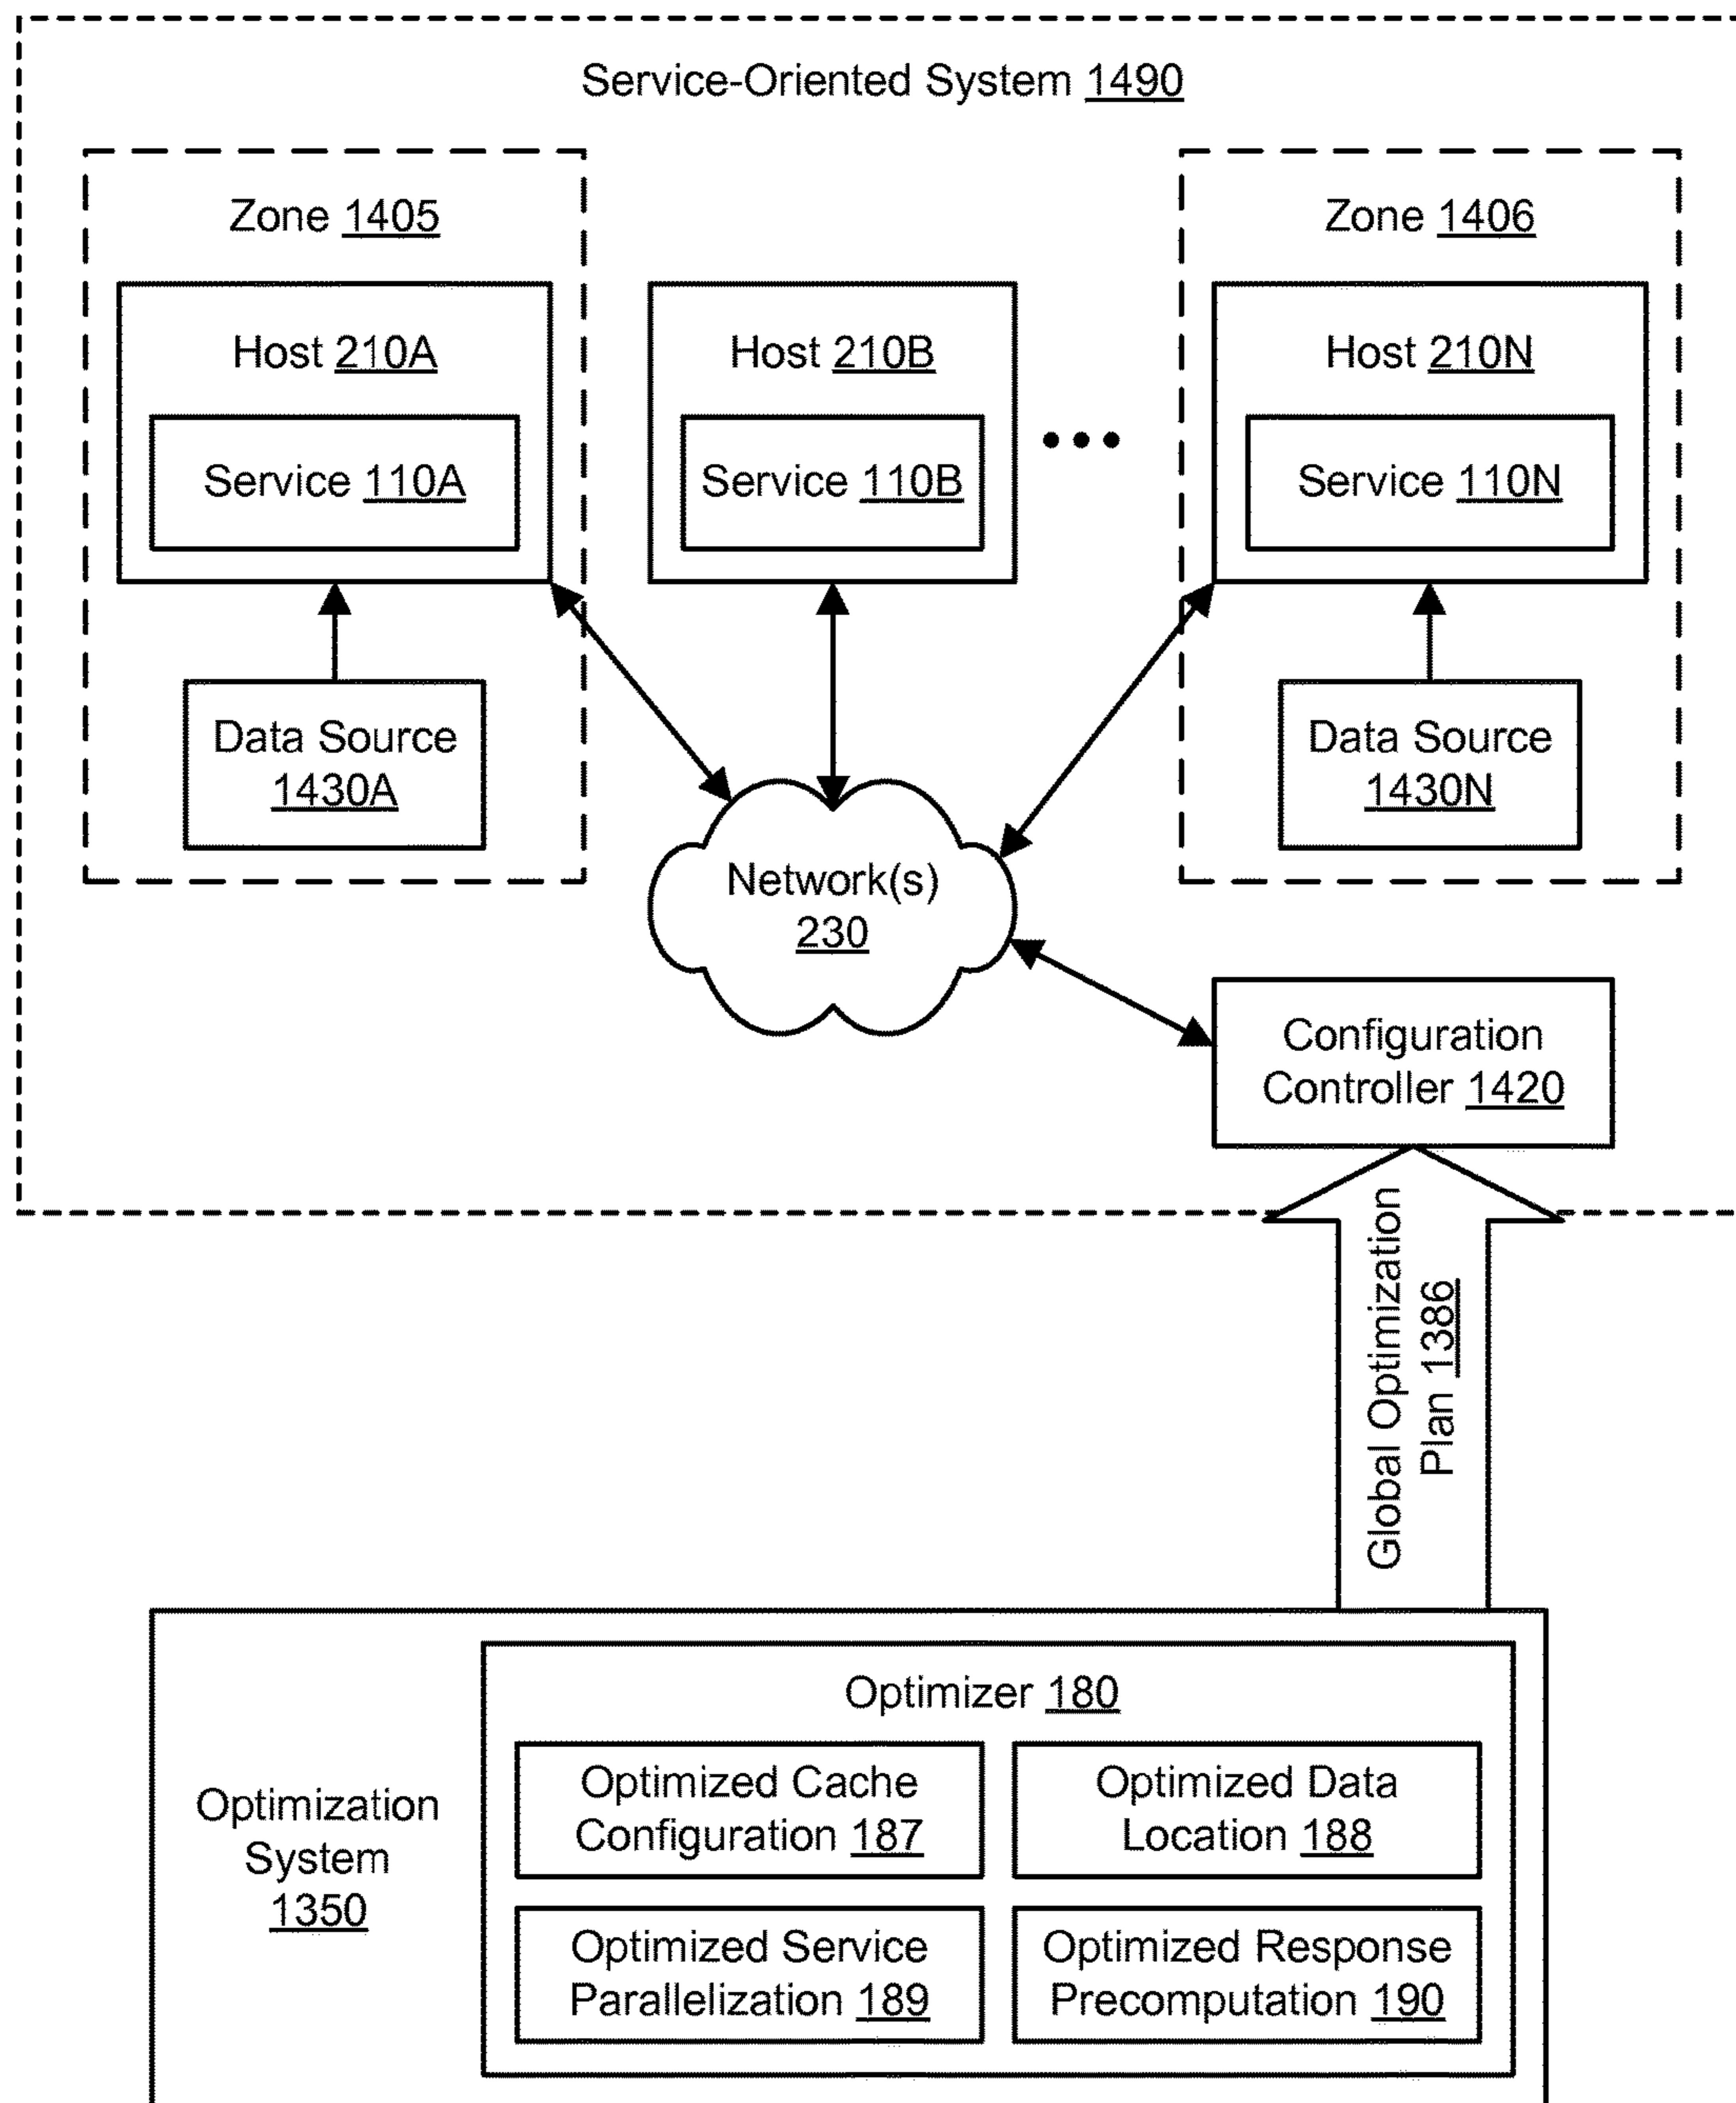 Service-Oriented System 1490
Zone 1405
Zone 1406
Host 210A
Host 210B
Host 210N
Service 110A
Service 110B
Service 110N
Data Source
1430A
Data Source
1430N
Network(s)
230
Configuration
Controller 1420
Global Optimization
Plan 1386
Optimizer 180
Optimization
System
1350
Optimized Cache
Configuration 187
Optimized Data
Location 188
Optimized Service
Parallelization 189
Optimized Response
Precomputation 190